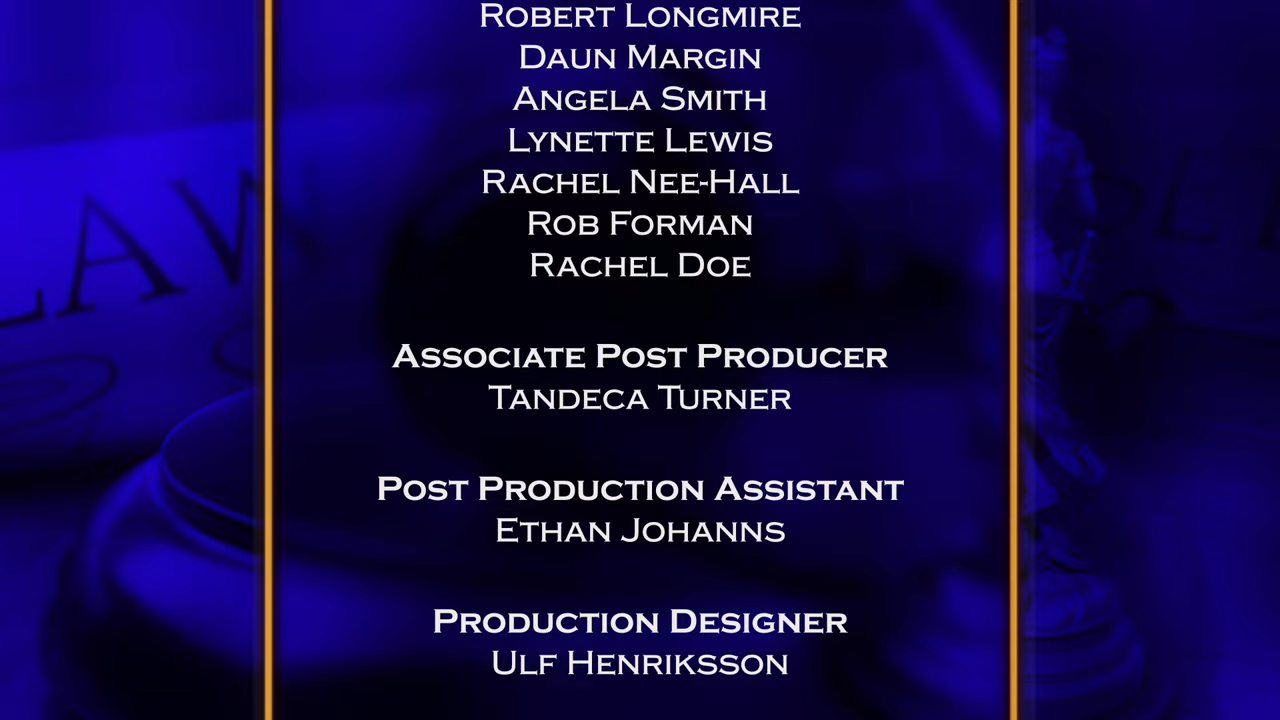 ROBERT LONGMIRE
DAUN MARGIN
ANGELA SMITH
LYNETTE LEWIS
RACHEL NEE-HALL
ROB FORMAN
RACHEL DOE
ASSOCIATE POST PRODUCER
TANDECA TURNER
POST PRODUCTION ASSISTANT
ETHAN JOHANNS
PRODUCTION DESIGNER
ULF HENRIKSSON
LAW